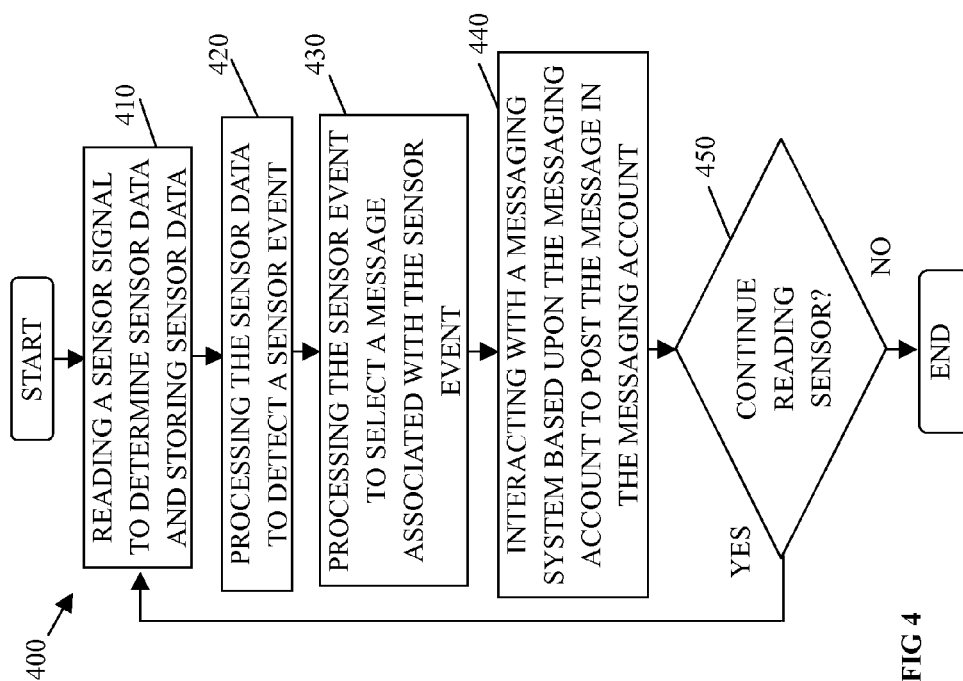 400
START
410
READING A SENSOR SIGNAL
TO DETERMINE SENSOR DATA
AND STORING SENSOR DATA
420
PROCESSING THE SENSOR DATA
TO DETECT A SENSOR EVENT
430
PROCESSING THE SENSOR EVENT
TO SELECT A MESSAGE
ASSOCIATED WITH THE SENSOR
EVENT
440
INTERACTING WITH A MESSAGING
SYSTEM BASED UPON THE MESSAGING
ACCOUNT TO POST THE MESSAGE IN
THE MESSAGING ACCOUNT
450
CONTINUE
READING
SENSOR?
YES
NO
END
FIG 4